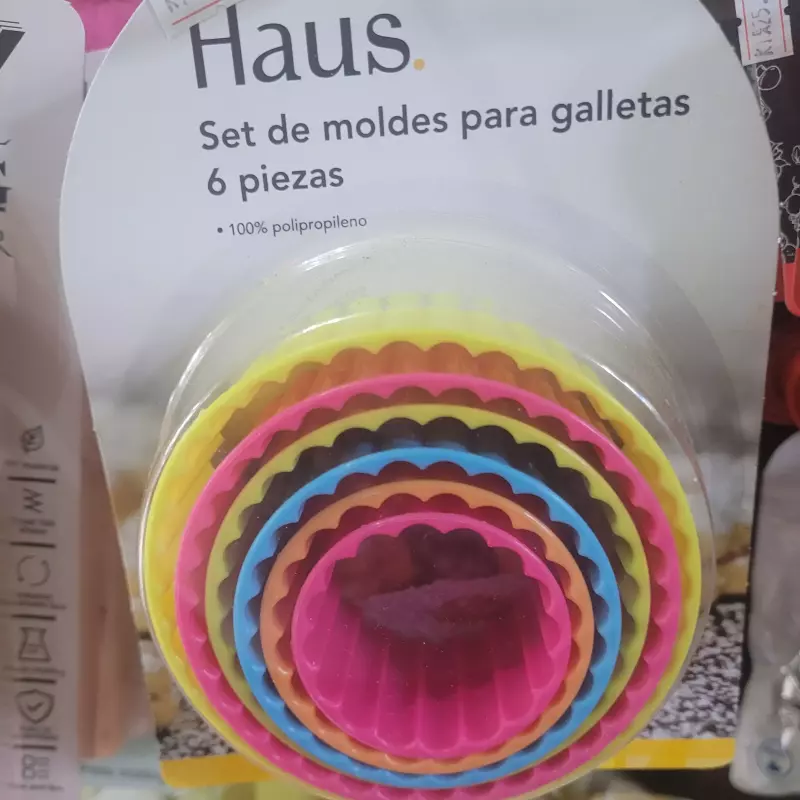 Haus.
Set de moldes para galletas
6 piezas
• 100% polipropileno